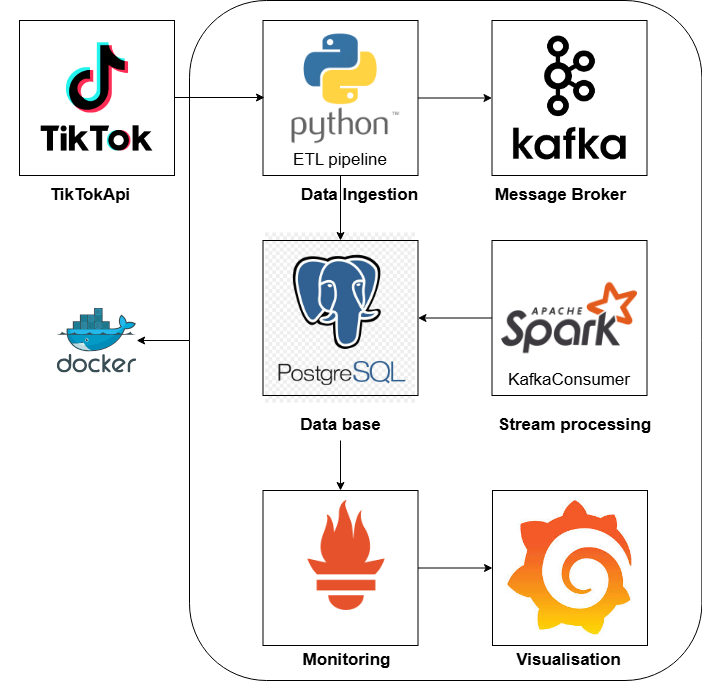 TikTok
TikTokApi
python™
ETL pipeline
Data Ingestion
kafka
Message Broker
PostgreSQL
Data base
APACHE
Spark
KafkaConsumer
Stream processing
docker
Monitoring
Visualisation